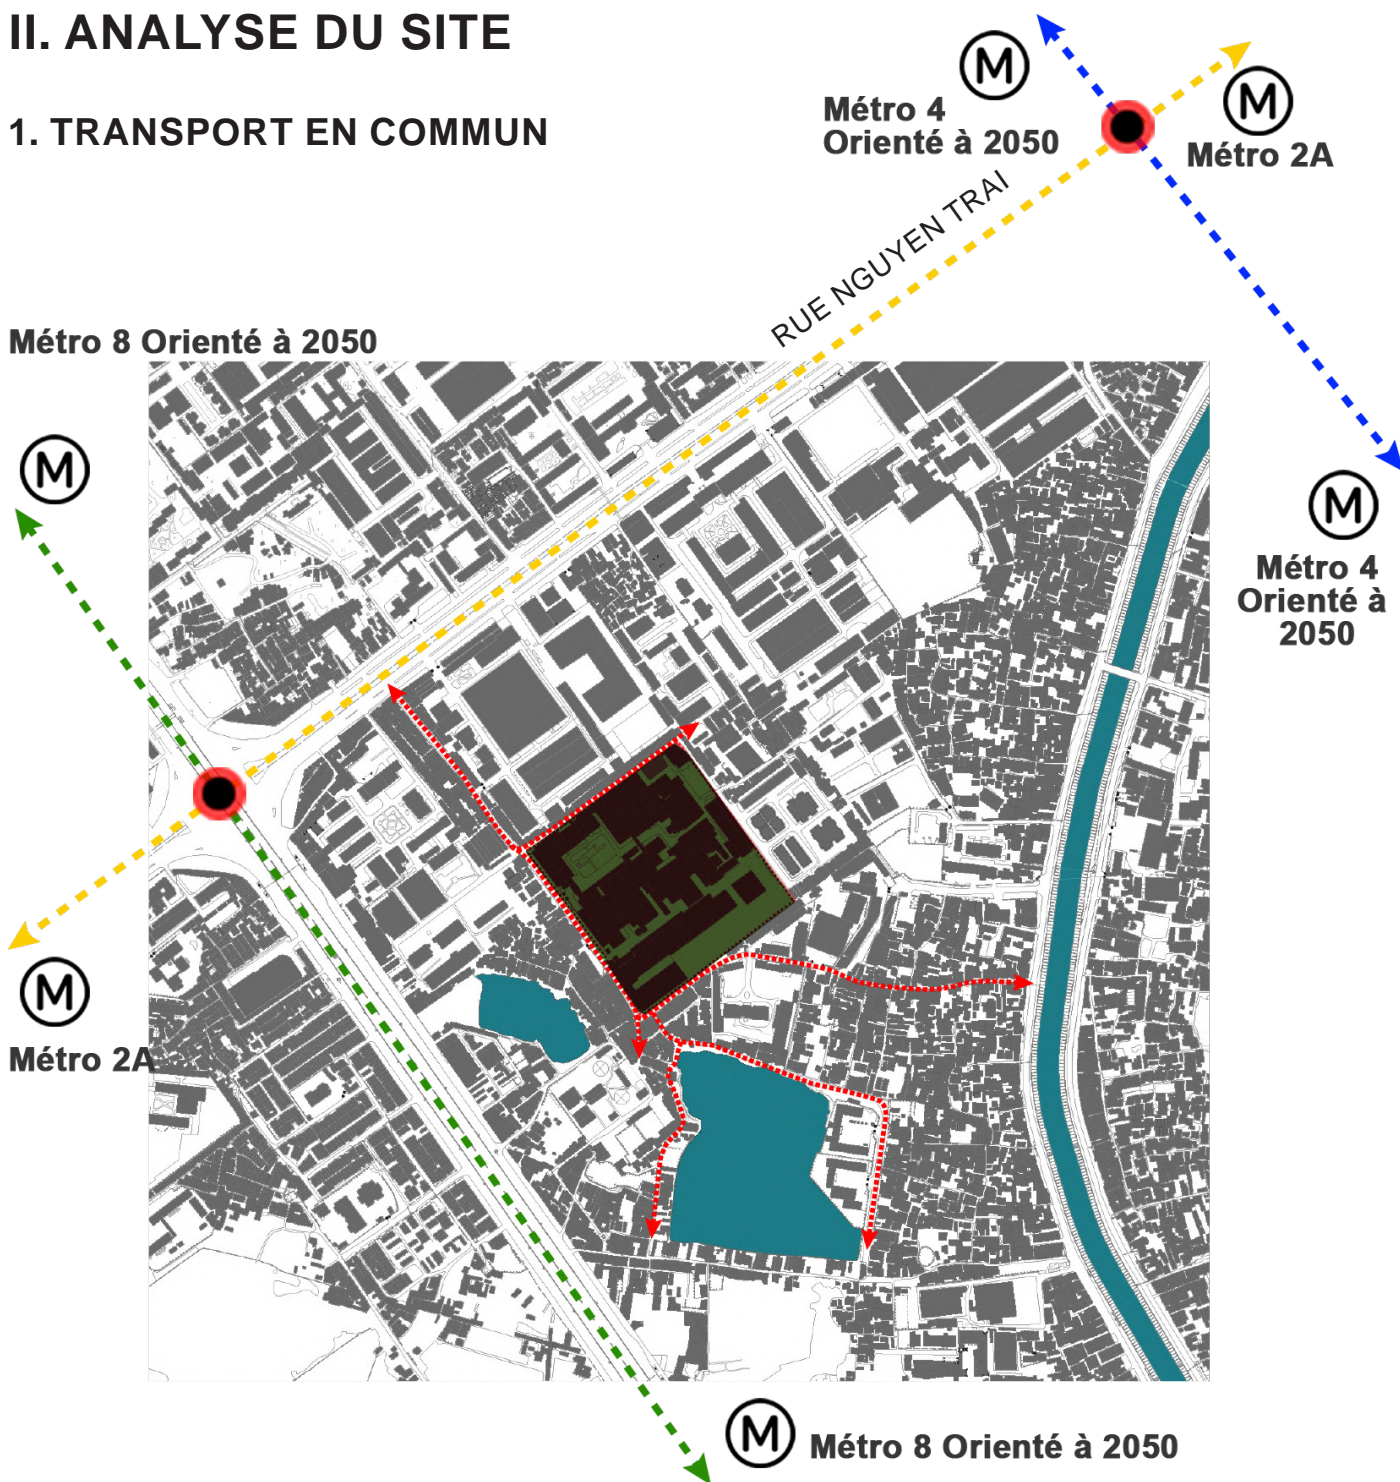 II. ANALYSE DU SITE
1. TRANSPORT EN COMMUN
M
Métro 4
Orienté à 2050
M
Métro 2A
RUE NGUYEN TRAI
Métro 8 Orienté à 2050
M
M
Métro 4
Orienté à
2050
M
Métro 2A
M
Métro 8 Orienté à 2050